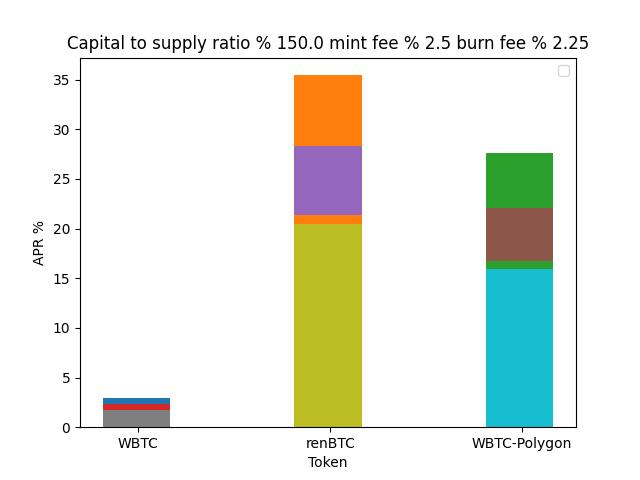 Capital to supply ratio % 150.0 mint fee % 2.5 burn fee % 2.25
APR %
35
30
25
20
15
10
5
0
WBTC renBTC WBTC-Polygon
Token